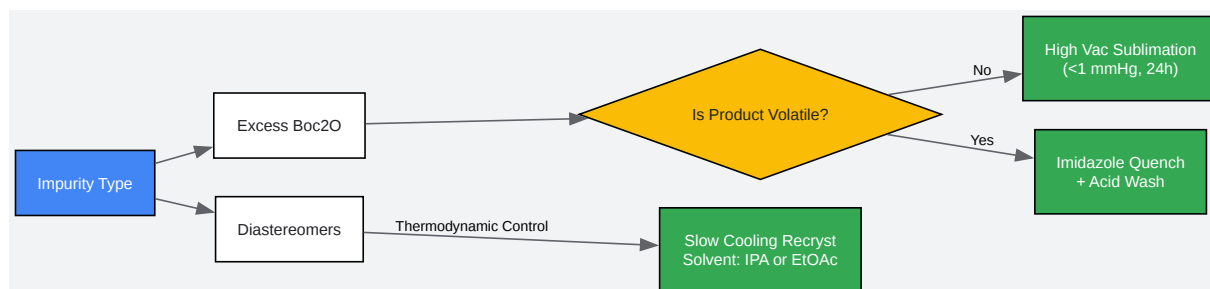 Impurity Type
Excess Boc2O
Diastereomers
Thermodynamic Control
Is Product Volatile?
No
Yes
High Vac Sublimation
(<1 mmHg, 24h)
Imidazole Quench
+ Acid Wash
Slow Cooling Recryst
Solvent: IPA or EtOAc